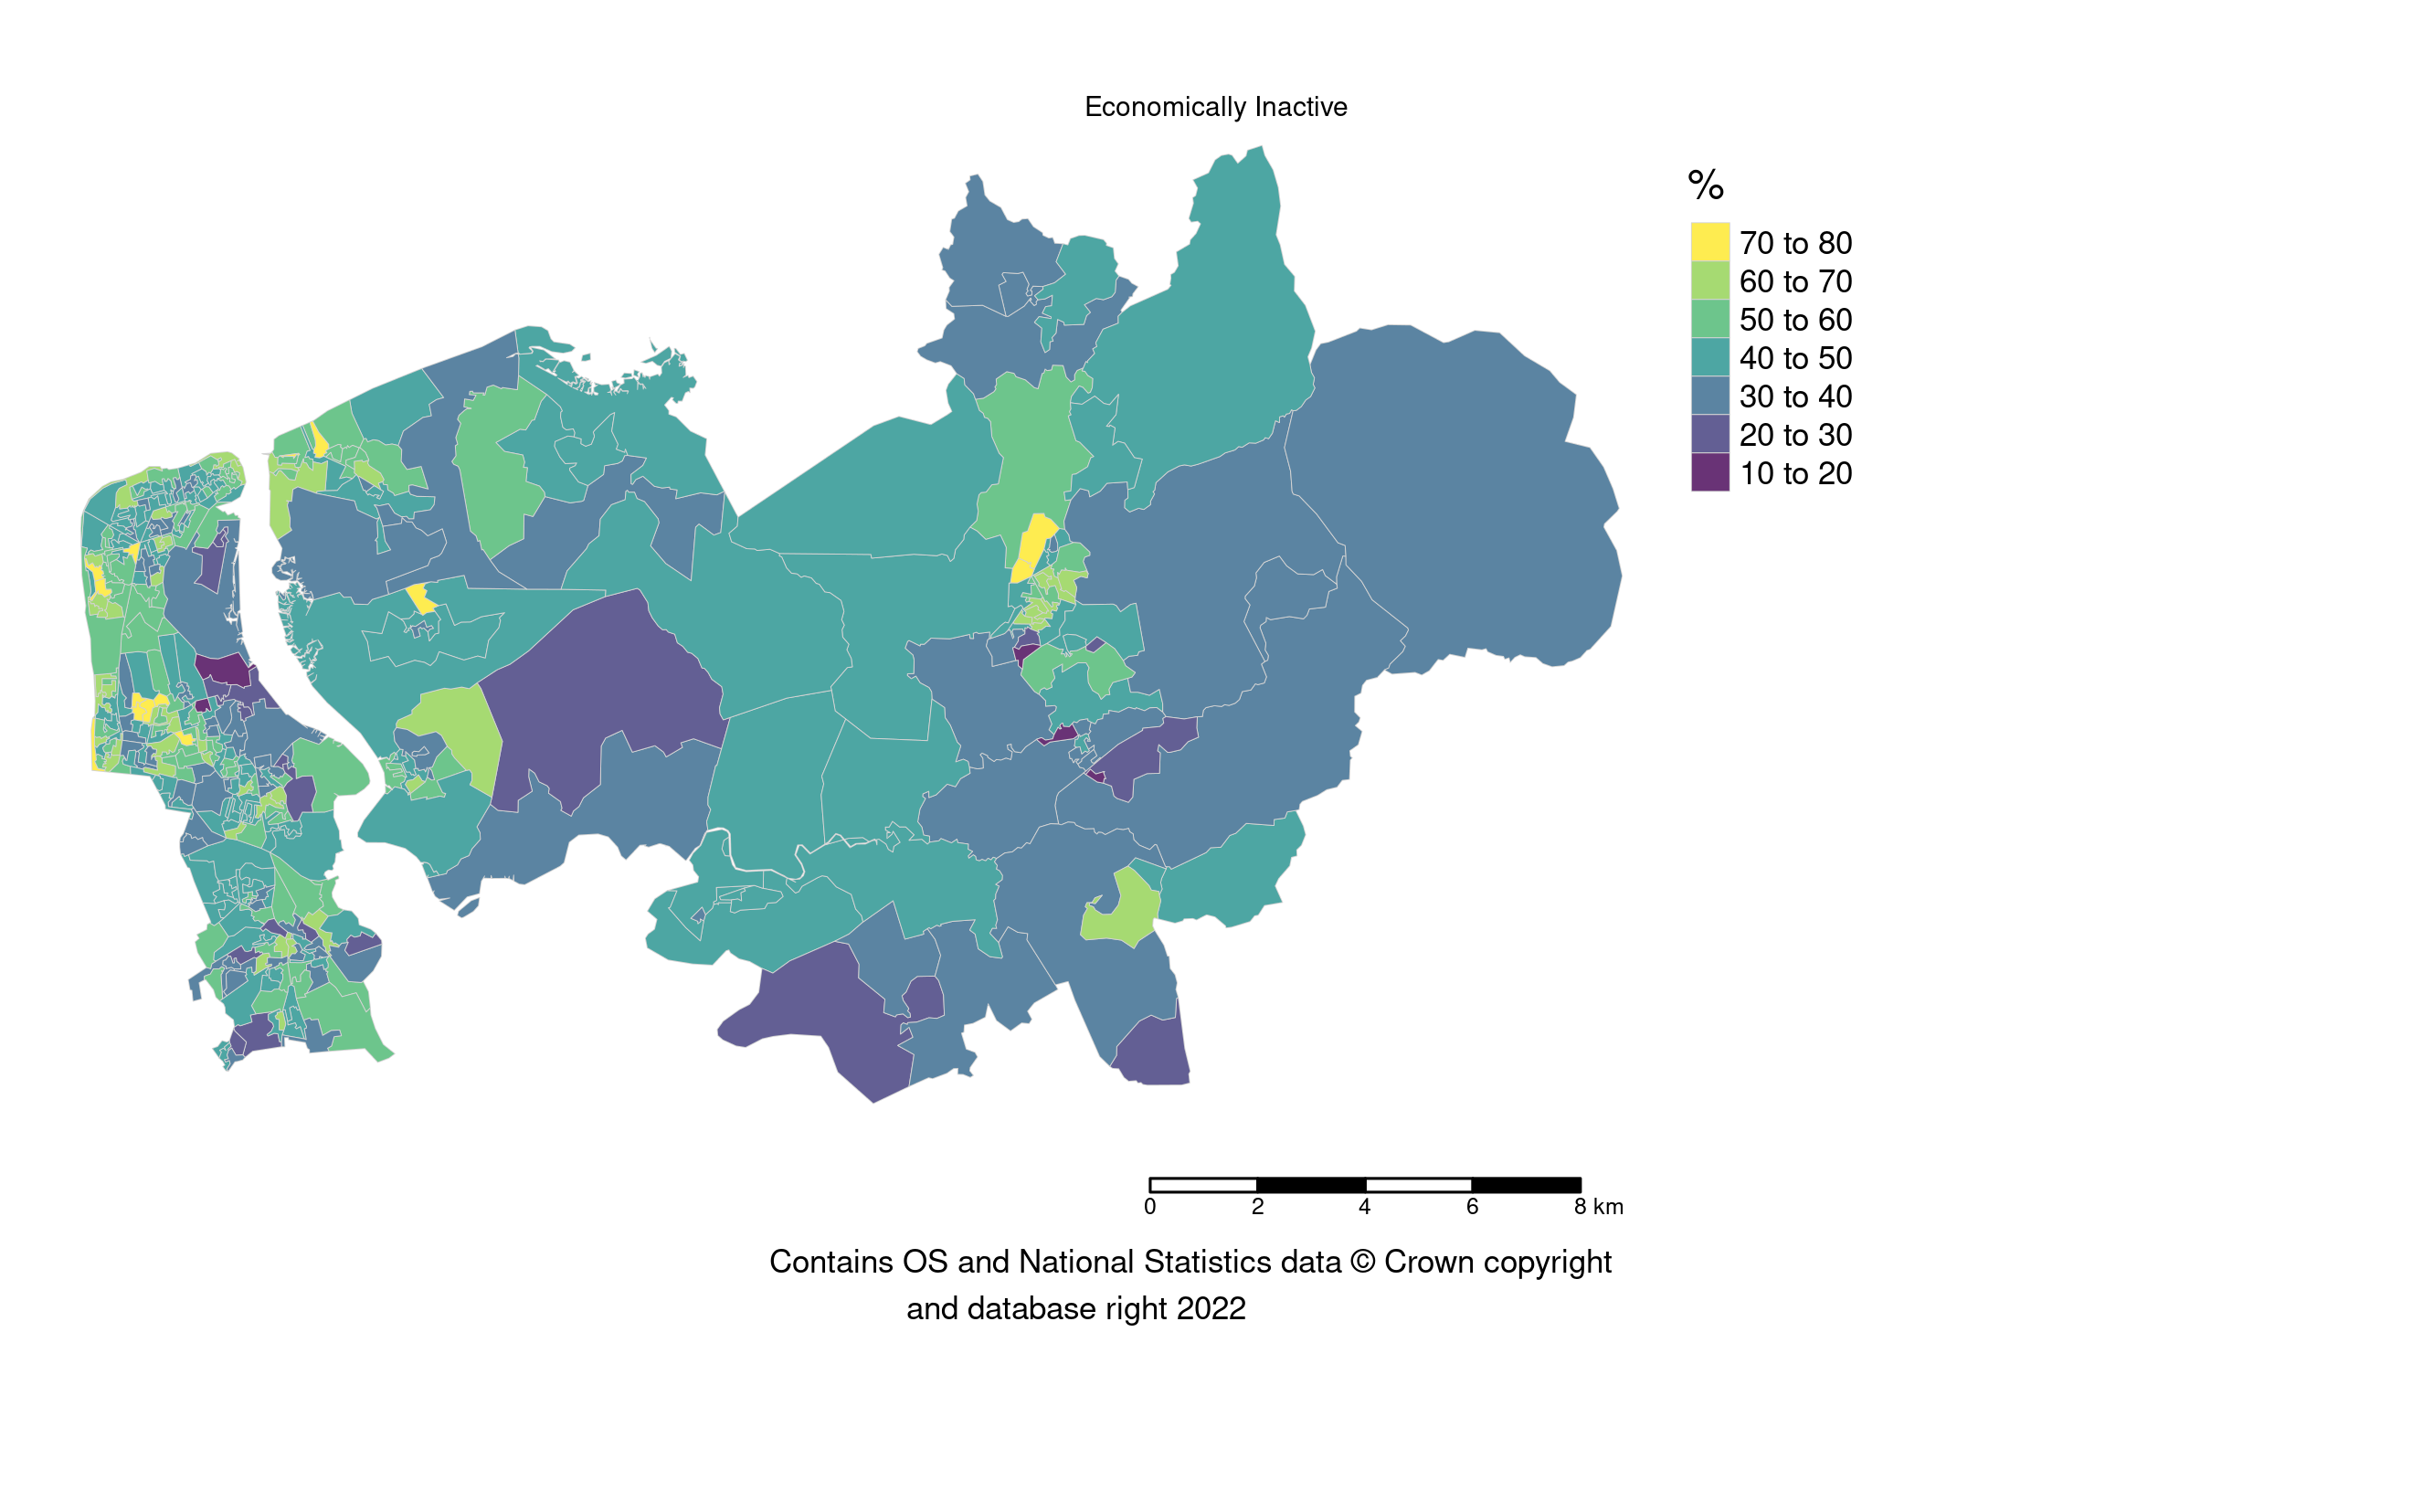 Economically Inactive
%
70 to 80
60 to 70
50 to 60
40 to 50
30 to 40
20 to 30
10 to 20
0 2 4 6 8 km
Contains OS and National Statistics data © Crown copyright
and database right 2022